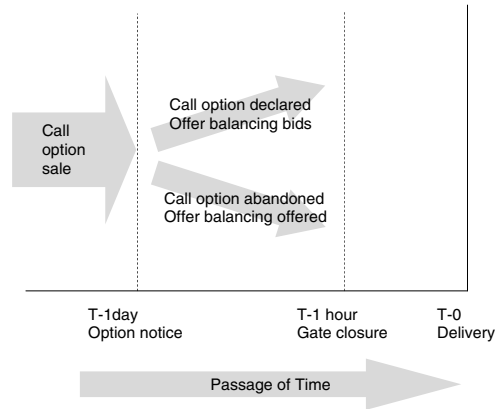 Call
option
sale
Call option declared
Offer balancing bids
Call option abandoned
Offer balancing offered
T-1day
Option notice
T-1 hour
Gate closure
T-0
Delivery
Passage of Time